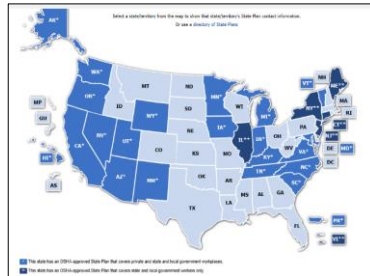 Select a state/territory from the map to show that state/territory's State Plan contact information.
Or use a directory of State Plans
AK*
WA*
OR*
CA*
NV*
ID
MT
WY*
UT*
AZ*
CO
NM*
ND
SD
NE
KS
OK
TX
MN*
IA*
MO
AR
LA
WI
IL**
MI*
IN*
OH
KY*
TN*
MS
AL
GA
FL
SC*
NC*
VA*
WV
PA
NY**
VT*
NH
ME**
MA
RI
CT**
NJ**
DE
MD*
DC
MP
GU
HI*
AS
PR*
VI**
This state has an OSHA-approved State Plan that covers private and state and local government workplaces.
This state has an OSHA-approved State Plan that covers state and local government workers only.